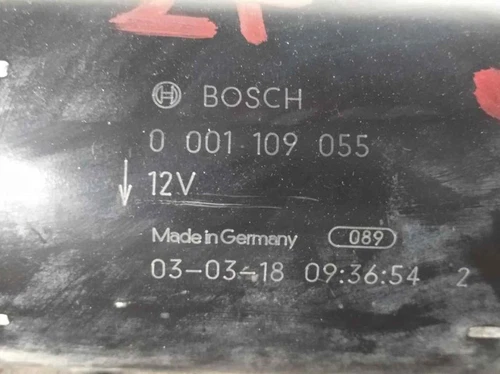 BOSCH
0 001 109 055
12V
Made in Germany 089
03-03-18 09:36:54 2